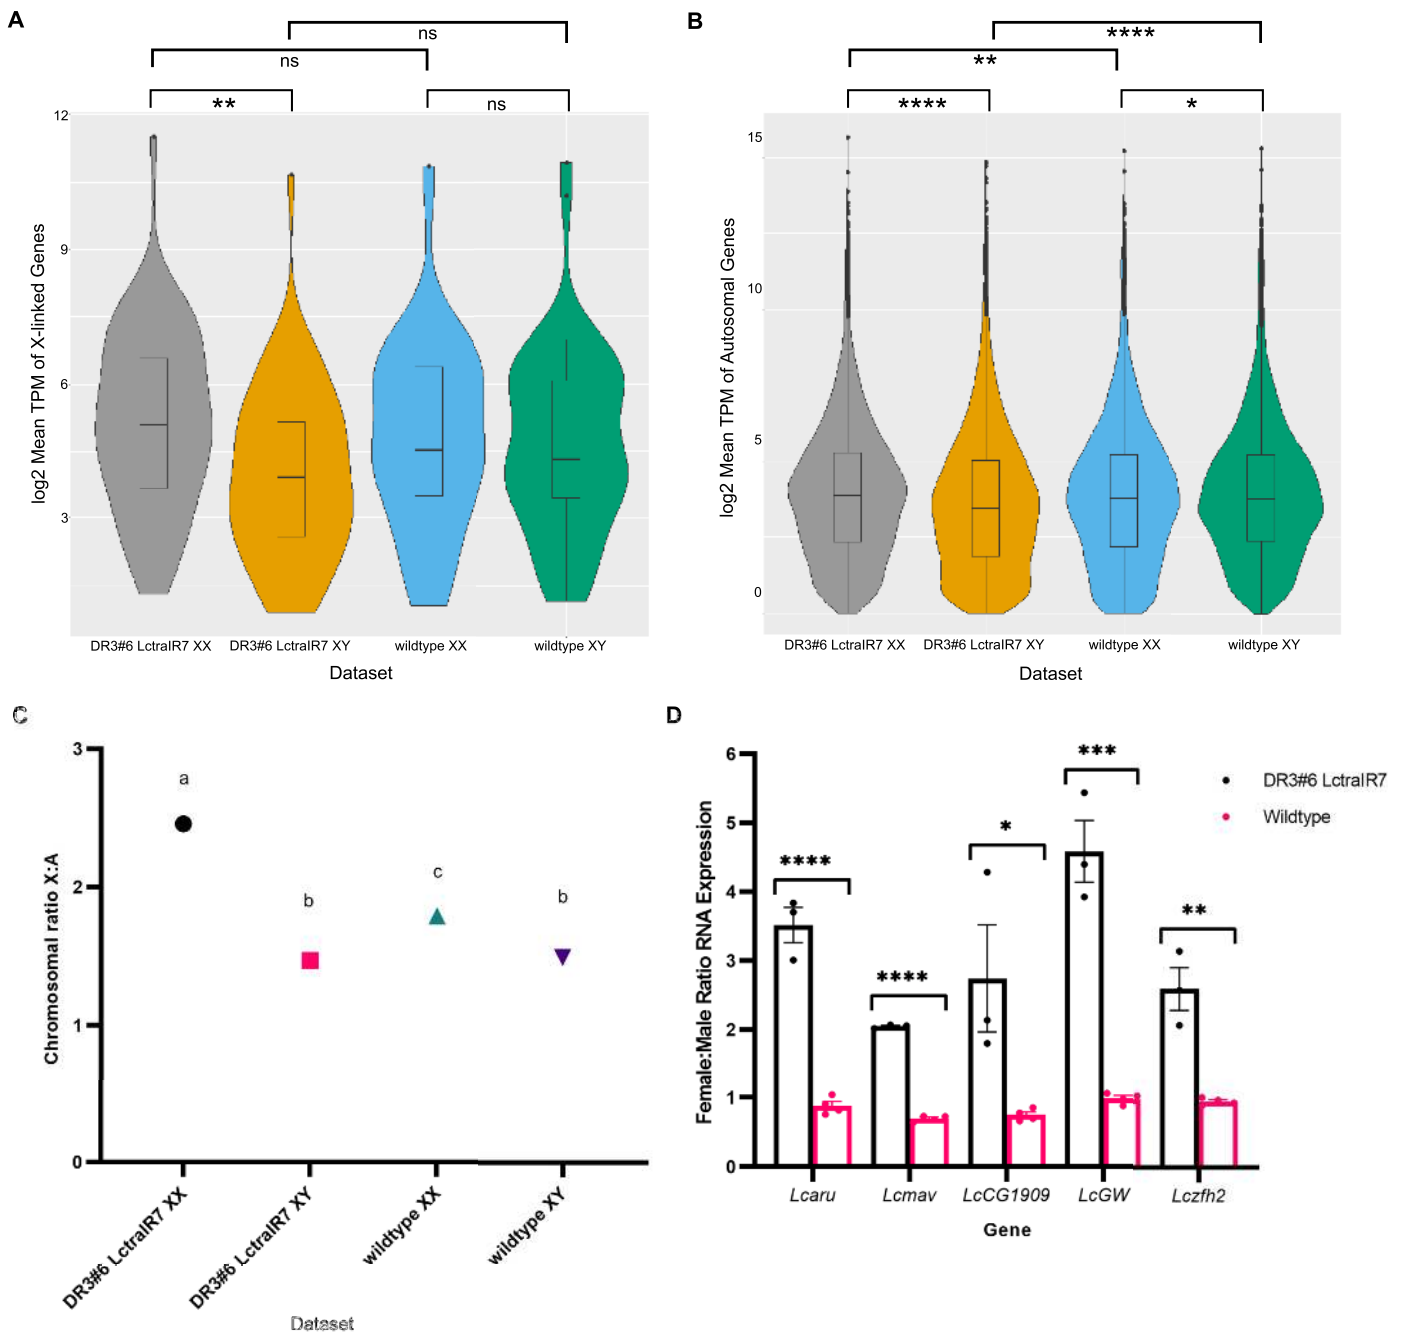 A
ns
ns
**
ns
12
9
6
3
log2 Mean TPM of X-linked Genes
DR3#6 LctraIR7 XX
DR3#6 LctraIR7 XY
wildtype XX
wildtype XY
Dataset
B
****
**
****
*
15
10
5
0
log2 Mean TPM of Autosomal Genes
DR3#6 LctraIR7 XX
DR3#6 LctraIR7 XY
wildtype XX
wildtype XY
Dataset
C
3
2
1
0
Chromosomal ratio X:A
a
b
c
b
DR3#6 LctraIR7 XX
DR3#6 LctraIR7 XY
wildtype XX
wildtype XY
Dataset
D
6
5
4
3
2
1
0
Female:Male Ratio RNA Expression
****
****
*
***
**
DR3#6 LctraIR7
Wildtype
Lcaru
Lcmav
LcCG1909
LcGW
Lczfh2
Gene